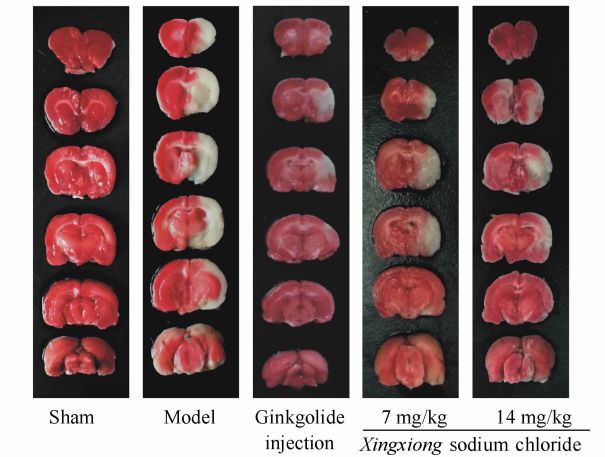 Sham
Model
Ginkgolide
injection
7 mg/kg
14 mg/kg
Xingxiong sodium chloride